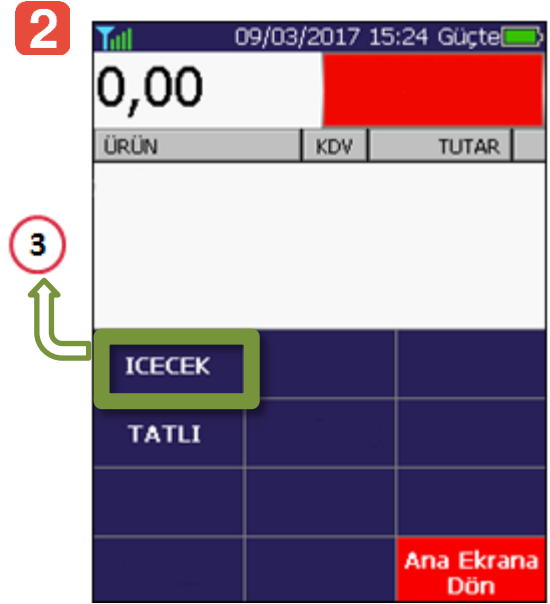 2
09/03/2017 15:24 Güçte
0,00
ÜRÜN KDV TUTAR
3
ICECEK
TATLI
Ana Ekrana
Dön